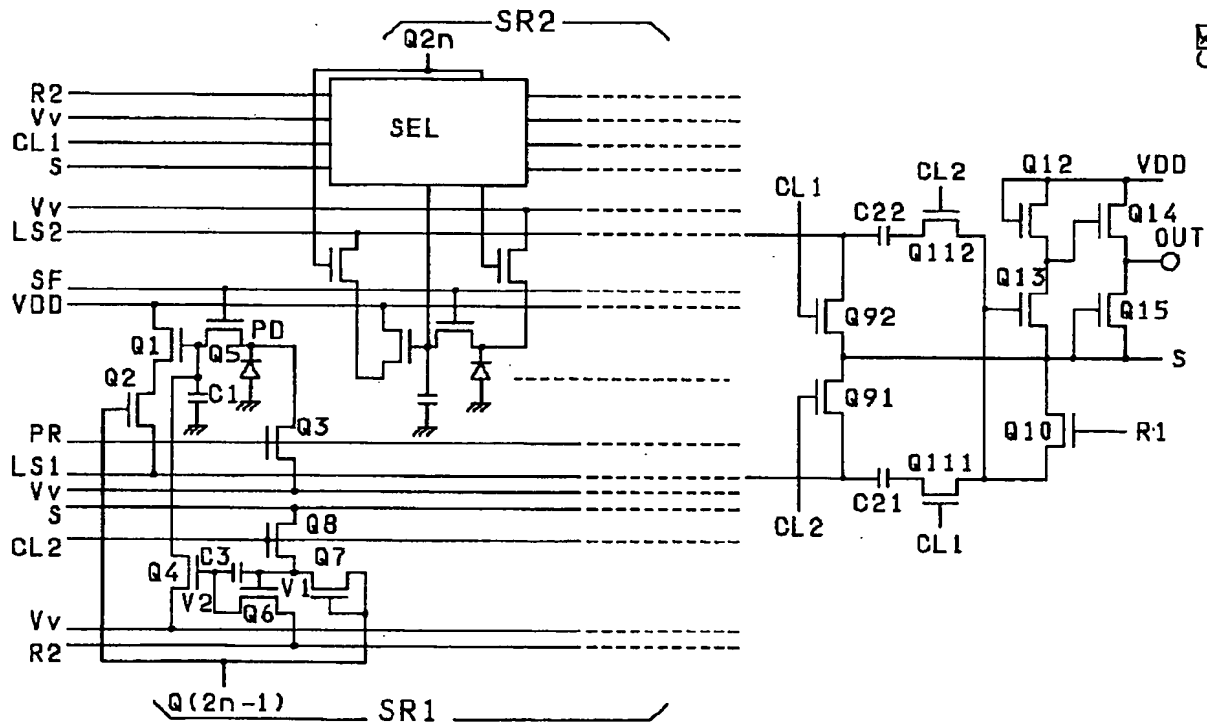 SR2
Q2n
R2
Vv
CL1
S
SEL
Vv
LS2
SF
VDD
Q1
Q5
PD
Q2
C1
Q3
PR
LS1
Vv
S
CL2
Q8
Q7
C3
Q4
V2
Q6
V1
Vv
R2
Q(2n-1)
SR1
CL1
CL2
C22
Q112
Q12
VDD
Q14
OUT
Q13
Q15
Q92
S
Q91
Q10
R1
Q111
C21
CL2
CL1